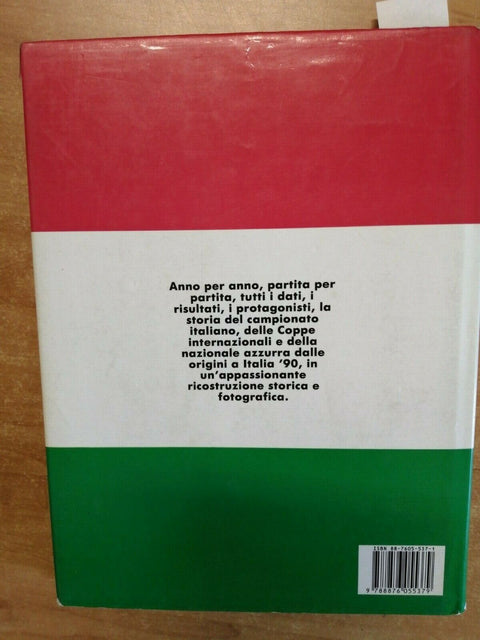 Anno per anno, partita per
partita, tutti i dati, i
risultati, i protagonisti, la
storia del campionato
italiano, delle Coppe
internazionali e della
nazionale azzurra dalle
origini a Italia '90, in
un'appassionante
ricostruzione storica e
fotografica.
ISBN 88-7605-537-1
9 788876 055379